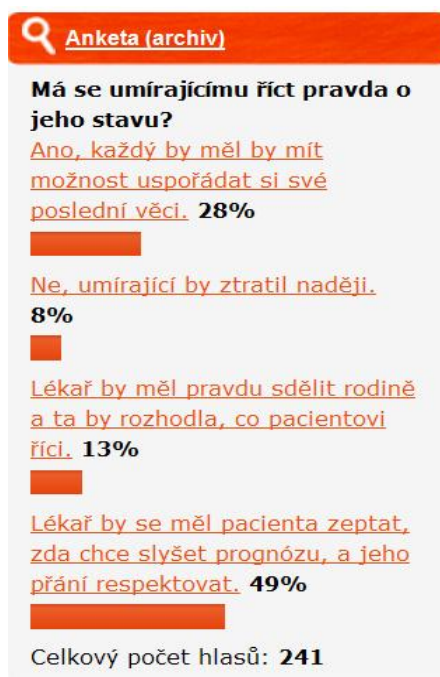 Anketa (archiv)
Má se umírajícímu říct pravda o
jeho stavu?
Ano, každý by měl by mít
možnost uspořádat si své
poslední věci. 28%
Ne, umírající by ztratil naději.
8%
Lékař by měl pravdu sdělit rodině
a ta by rozhodla, co pacientovi
říci. 13%
Lékař by se měl pacienta zeptat,
zda chce slyšet prognózu, a jeho
přání respektovat. 49%
Celkový počet hlasů: 241